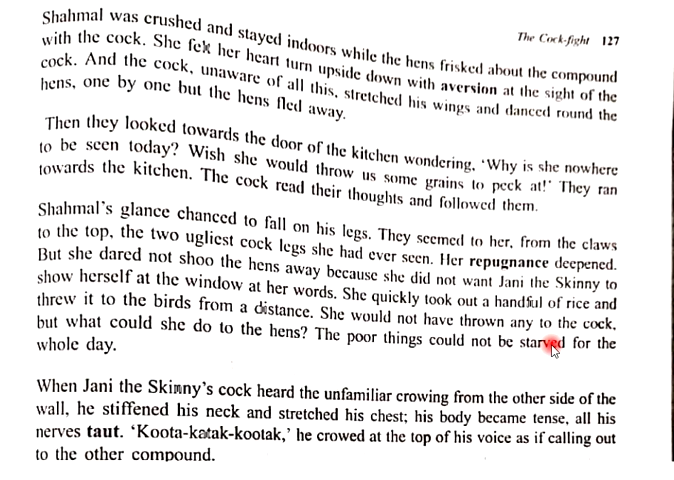 The Cock-fight 127
Shahmal was crushed and stayed indoors while the hens frisked about the compound
with the cock. She felt her heart turn upside down with aversion at the sight of the
cock. And the cock, unaware of all this, stretched his wings and danced round the
hens, one by one but the hens fled away.
Then they looked towards the door of the kitchen wondering, ‘Why is she nowhere
to be seen today? Wish she would throw us some grains to peck at!’ They ran
towards the kitchen. The cock read their thoughts and followed them.
Shahmal’s glance chanced to fall on his legs. They seemed to her, from the claws
to the top, the two ugliest cock legs she had ever seen. Her repugnance deepened.
But she dared not shoo the hens away because she did not want Jani the Skinny to
show herself at the window at her words. She quickly took out a handful of rice and
threw it to the birds from a distance. She would not have thrown any to the cock,
but what could she do to the hens? The poor things could not be starved for the
whole day.
When Jani the Skinny’s cock heard the unfamiliar crowing from the other side of the
wall, he stiffened his neck and stretched his chest; his body became tense, all his
nerves taut. ‘Koota-katak-kootak,’ he crowed at the top of his voice as if calling out
to the other compound.